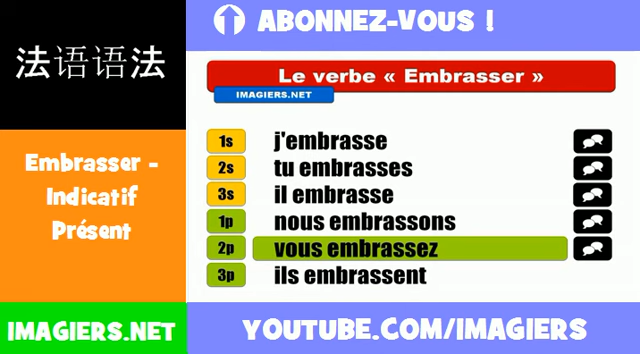 法语语法
ABONNEZ-VOUS !
Le verbe « Embrasser »
IMAGIERS.NET
Embrasser -
Indicatif
Présent
1s j'embrasse
2s tu embrasses
3s il embrasse
1p nous embrassons
2p vous embrassez
3p ils embrassent
IMAGIERS.NET
YOUTUBE.COM/IMAGIERS